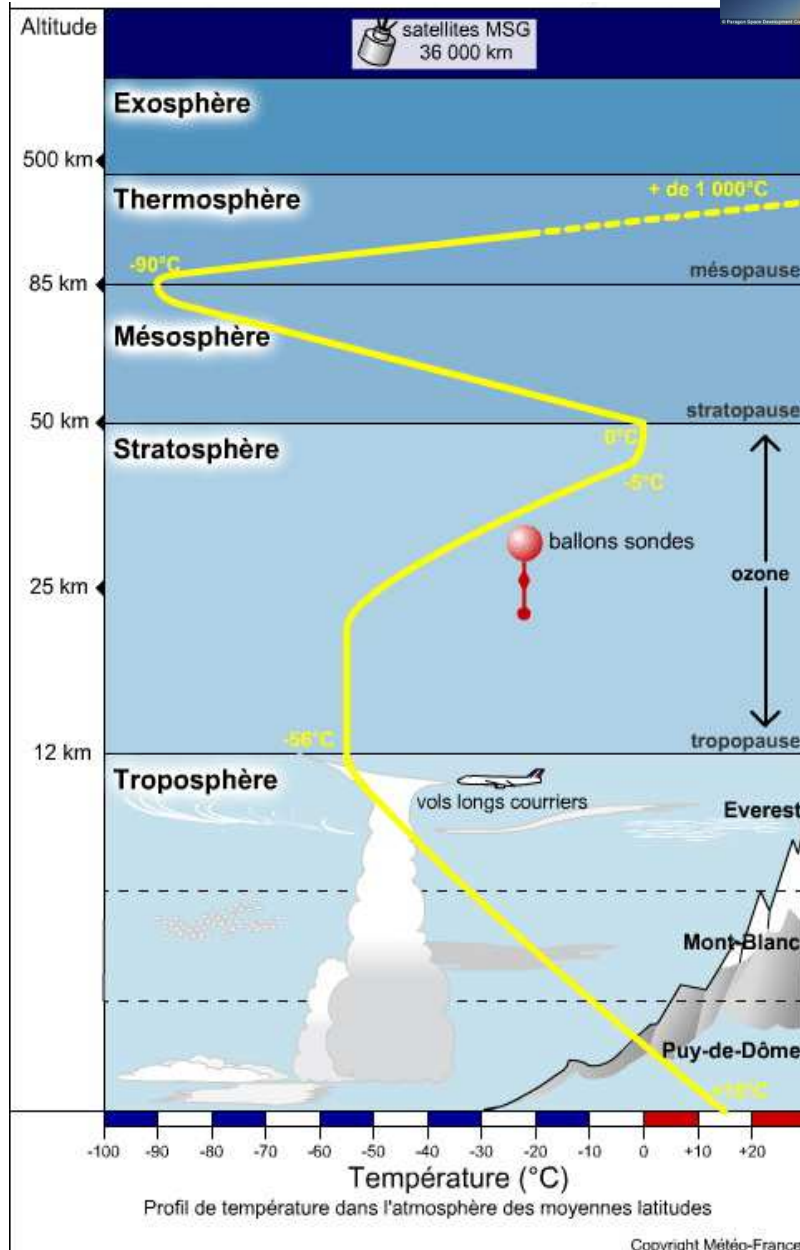 © Paragon Space Development
Altitude
satellites MSG
36 000 km
Exosphère
500 km
Thermosphère
+ de 1 000°C
-90°C
mésopause
85 km
Mésosphère
stratopause
50 km
Stratosphère
0°C
-5°C
ballons sondes
ozone
25 km
-56°C
tropopause
12 km
Troposphère
vols longs courriers
Everest
Mont-Blanc
Puy-de-Dôme
+15°C
-100 -90 -80 -70 -60 -50 -40 -30 -20 -10 0 +10 +20
Température (°C)
Profil de température dans l'atmosphère des moyennes latitudes
Copyright Météo-France